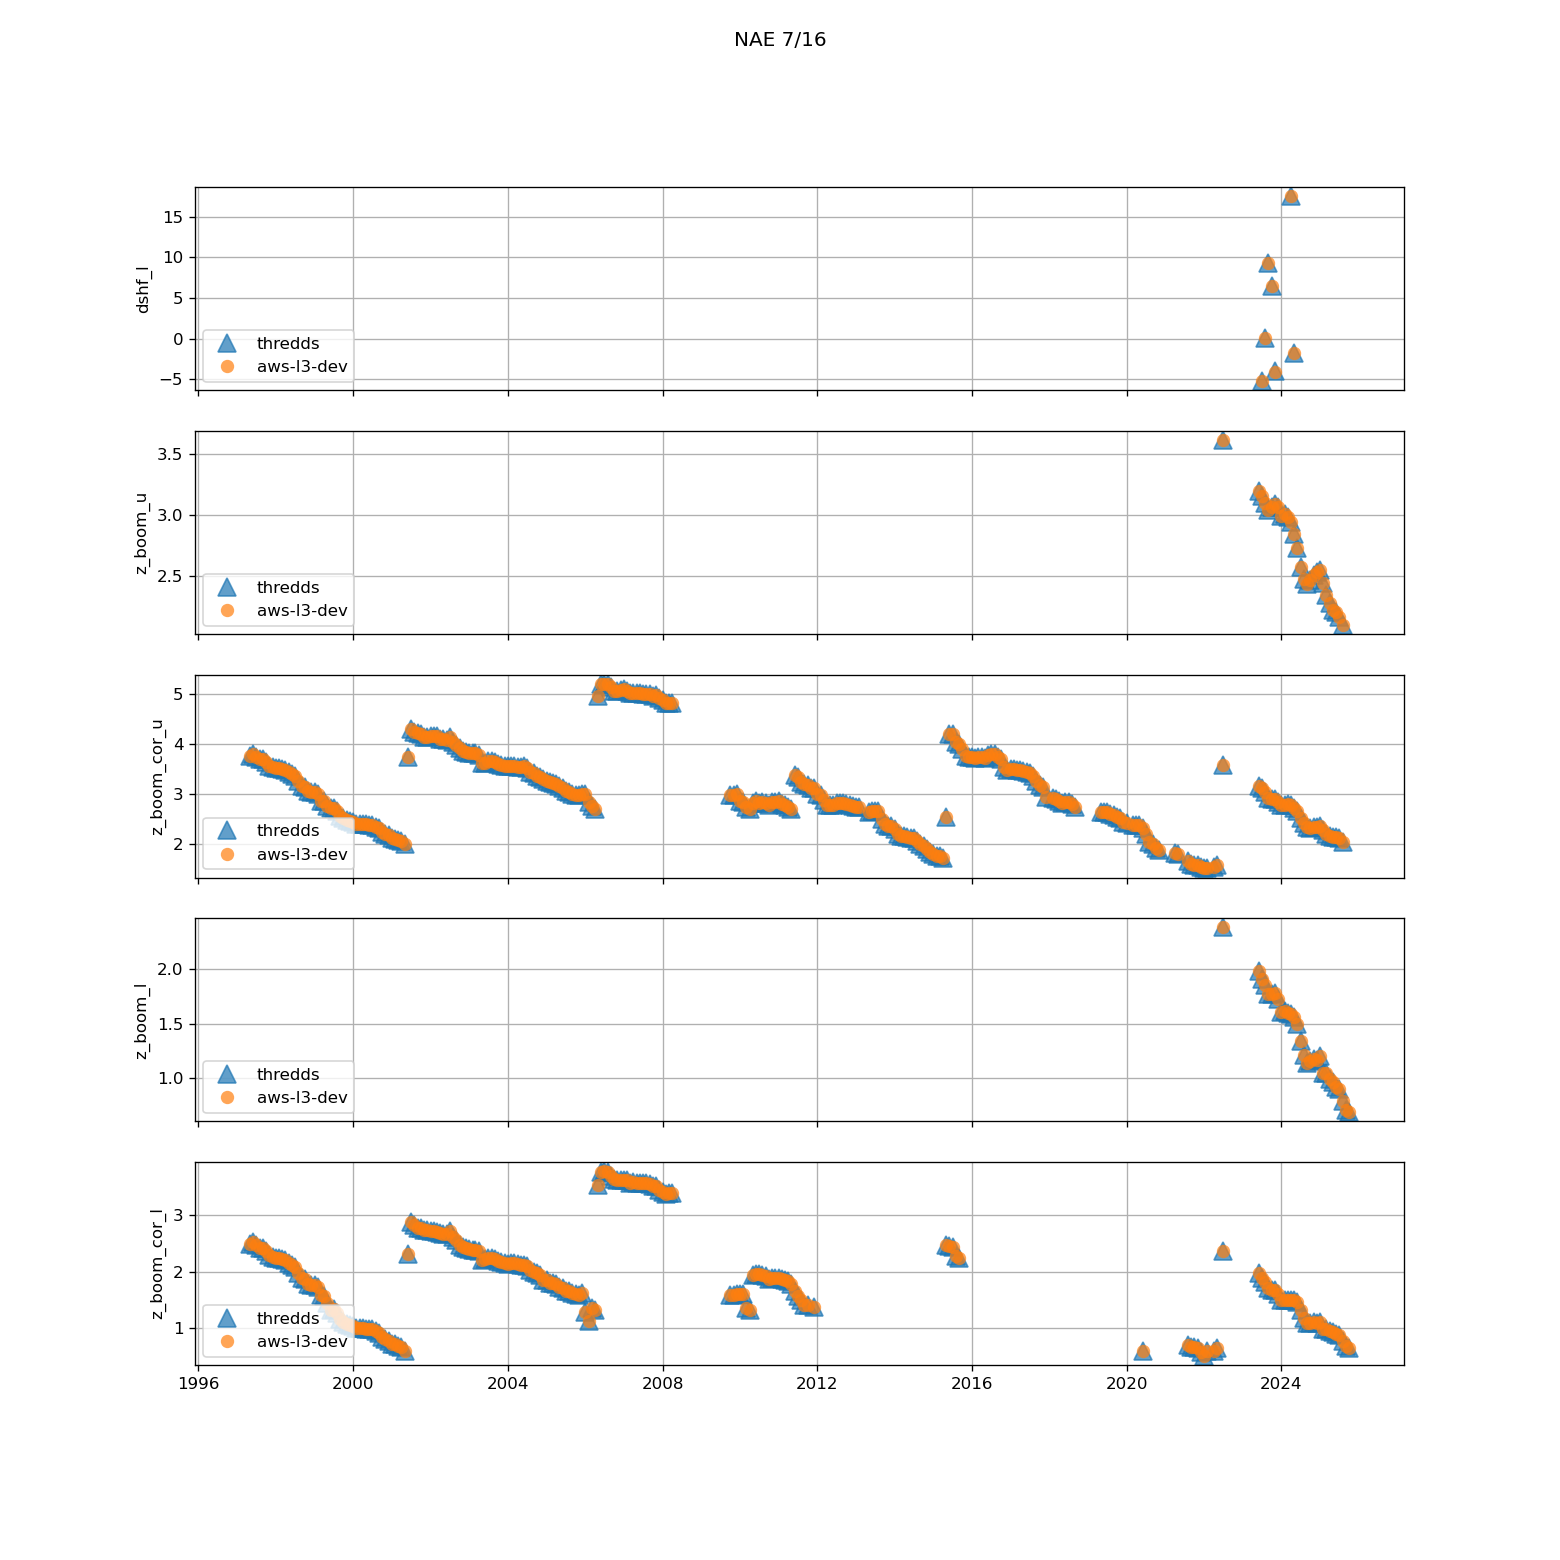 NAE 7/16
15
10
5
0
−5
dshf_l
thredds
aws-l3-dev
3.5
3.0
2.5
z_boom_u
thredds
aws-l3-dev
5
4
3
2
z_boom_cor_u
thredds
aws-l3-dev
2.0
1.5
1.0
z_boom_l
thredds
aws-l3-dev
3
2
1
z_boom_cor_l
thredds
aws-l3-dev
1996 2000 2004 2008 2012 2016 2020 2024